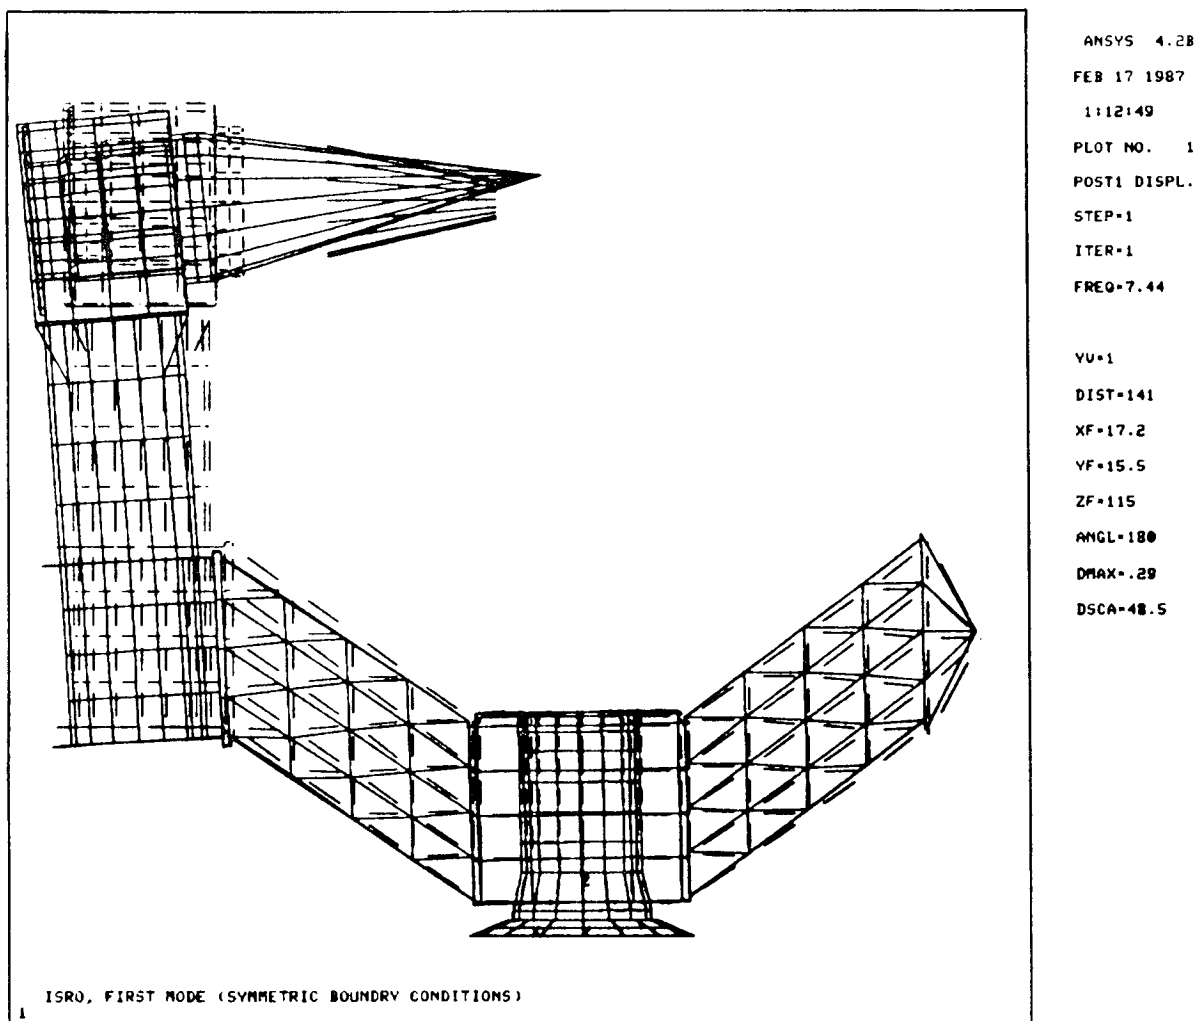 ANSYS 4.2B
FEB 17 1987
1:12:49
PLOT NO. 1
POST1 DISPL.
STEP=1
ITER=1
FREQ=7.44
YV=1
DIST=141
XF=17.2
YF=15.5
ZF=115
ANGL=180
DMAX=.29
DSCA=48.5
ISRO, FIRST MODE (SYMMETRIC BOUNDRY CONDITIONS)
1